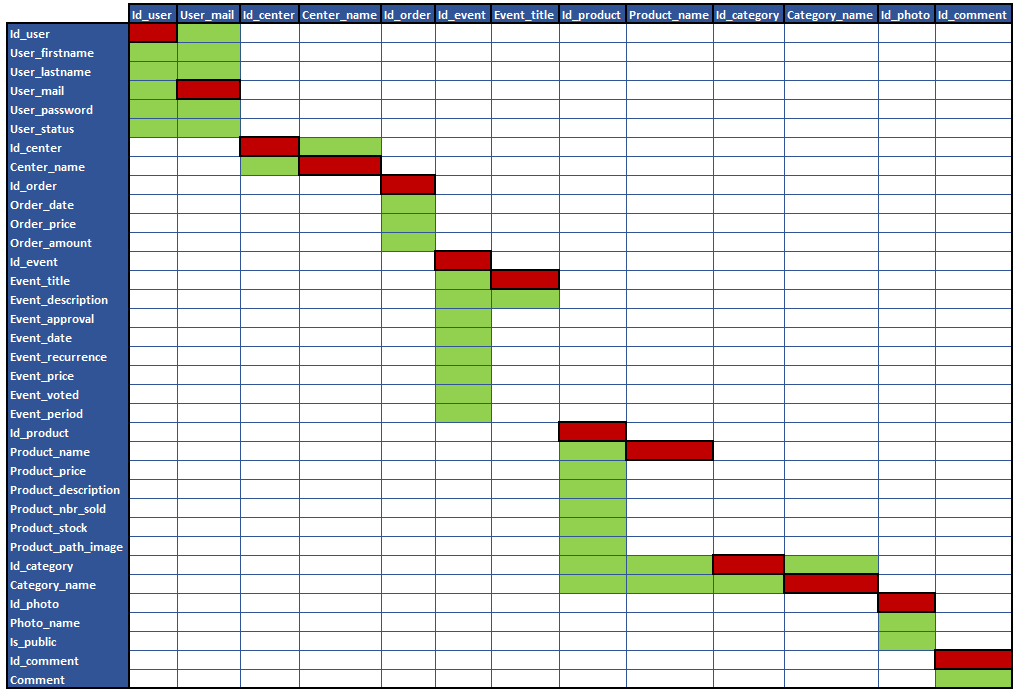 Id_user User_mail Id_center Center_name Id_order Id_event Event_title Id_product Product_name Id_category Category_name Id_photo Id_comment
Id_user
User_firstname
User_lastname
User_mail
User_password
User_status
Id_center
Center_name
Id_order
Order_date
Order_price
Order_amount
Id_event
Event_title
Event_description
Event_approval
Event_date
Event_recurrence
Event_price
Event_voted
Event_period
Id_product
Product_name
Product_price
Product_description
Product_nbr_sold
Product_stock
Product_path_image
Id_category
Category_name
Id_photo
Photo_name
Is_public
Id_comment
Comment